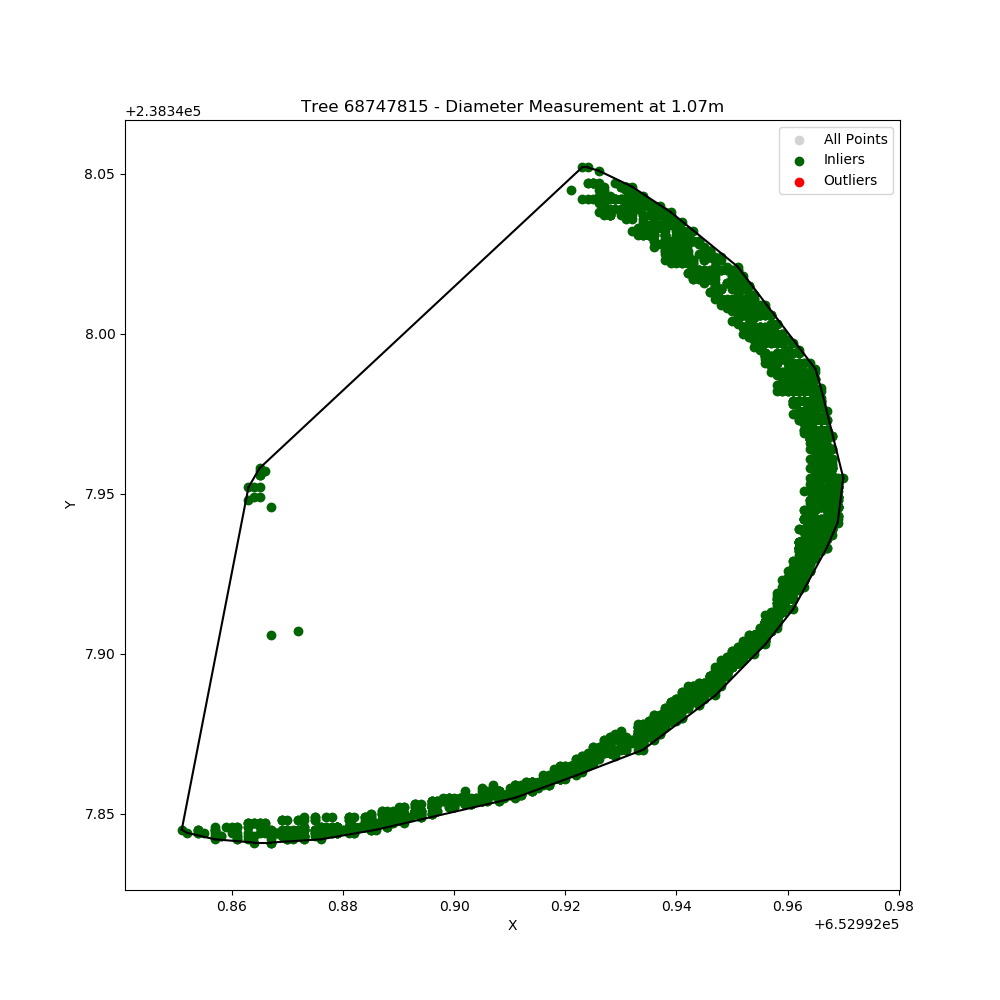 Tree 68747815 - Diameter Measurement at 1.07m
+2.3834e5
All Points
Inliers
Outliers
8.05
8.00
7.95
7.90
7.85
Y
0.86 0.88 0.90 0.92 0.94 0.96 0.98
X
+6.52992e5